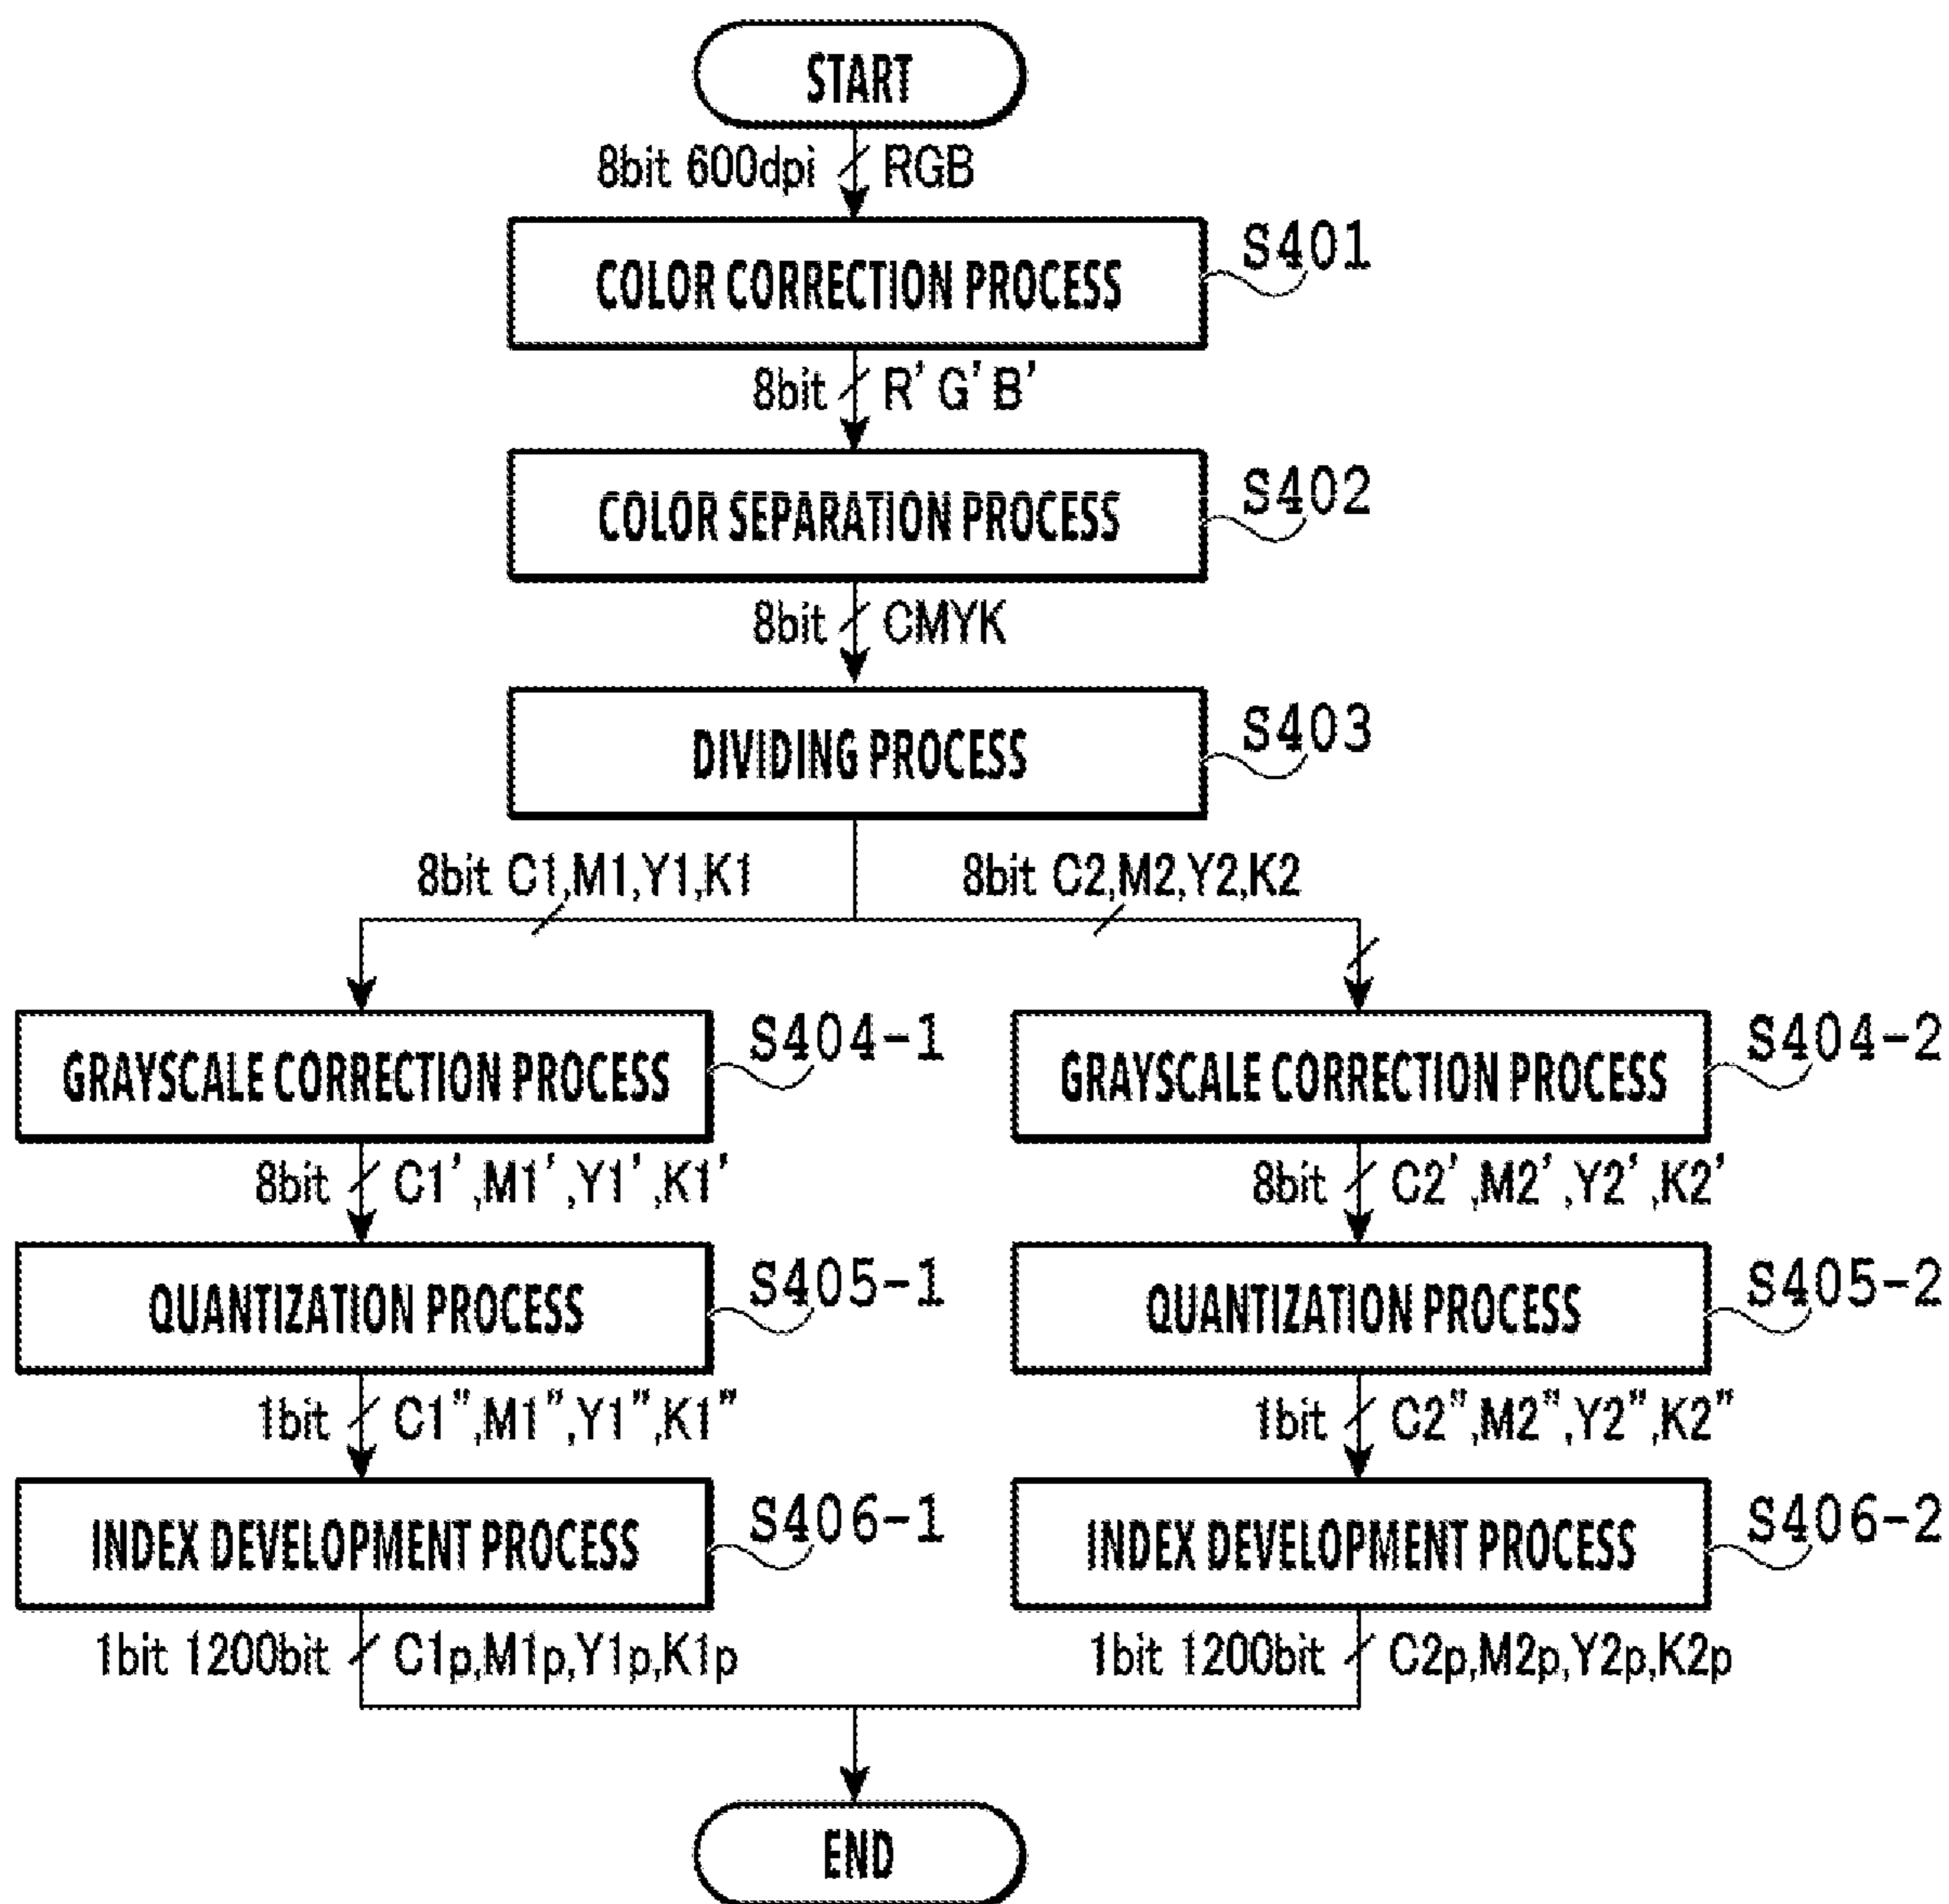 START
8bit 600dpi RGB
COLOR CORRECTION PROCESS S401
8bit R'G'B'
COLOR SEPARATION PROCESS S402
8bit CMYK
DIVIDING PROCESS S403
8bit C1,M1,Y1,K1 8bit C2,M2,Y2,K2
GRAYSCALE CORRECTION PROCESS S404-1 GRAYSCALE CORRECTION PROCESS S404-2
8bit C1',M1',Y1',K1' 8bit C2',M2',Y2',K2'
QUANTIZATION PROCESS S405-1 QUANTIZATION PROCESS S405-2
1bit C1",M1",Y1",K1" 1bit C2",M2",Y2",K2"
INDEX DEVELOPMENT PROCESS S406-1 INDEX DEVELOPMENT PROCESS S406-2
1bit 1200bit C1p,M1p,Y1p,K1p 1bit 1200bit C2p,M2p,Y2p,K2p
END